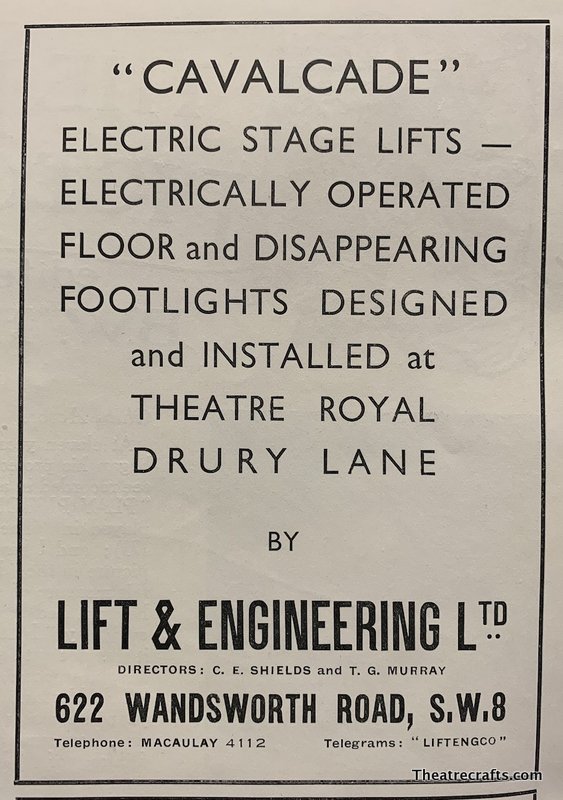 “CAVALCADE”
ELECTRIC STAGE LIFTS —
ELECTRICALLY OPERATED
FLOOR and DISAPPEARING
FOOTLIGHTS DESIGNED
and INSTALLED at
THEATRE ROYAL
DRURY LANE
BY
LIFT & ENGINEERING LTD
DIRECTORS: C. E. SHIELDS and T. G. MURRAY
622 WANDSWORTH ROAD, S.W.8
Telephone: MACAULAY 4112 Telegrams: “LIFTENGCO”
Theatrecrafts.com